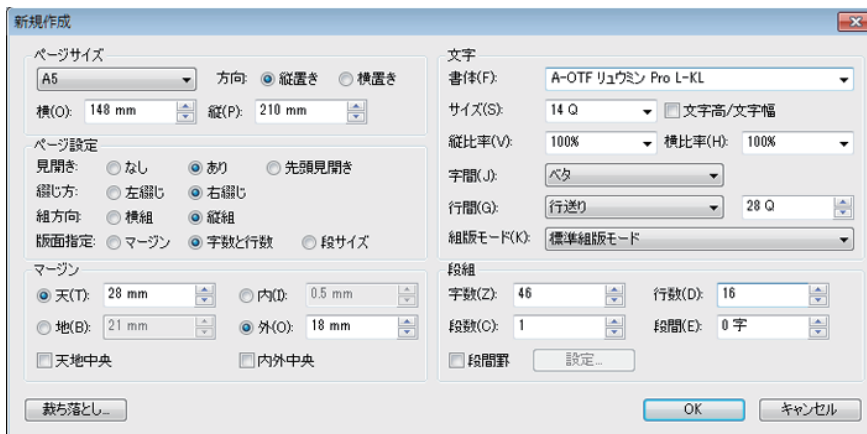 新規作成
ページサイズ
A5 方向: 縦置き 横置き
横(O): 148 mm 縦(P): 210 mm
ページ設定
見開き: なし あり 先頭見開き
綴じ方: 左綴じ 右綴じ
組方向: 横組 縦組
版面指定: マージン 字数と行数 段サイズ
マージン
天(T): 28 mm 内(I): 0.5 mm
地(B): 21 mm 外(O): 18 mm
天地中央 内外中央
裁ち落とし...
文字
書体(F): A-OTF リュウミン Pro L-KL
サイズ(S): 14 Q 文字高/文字幅
縦比率(V): 100% 横比率(H): 100%
字間(J): ベタ
行間(G): 行送り 28 Q
組版モード(K): 標準組版モード
段組
字数(Z): 46 行数(D): 16
段数(C): 1 段間(E): 0 字
段間罫 設定...
OK キャンセル